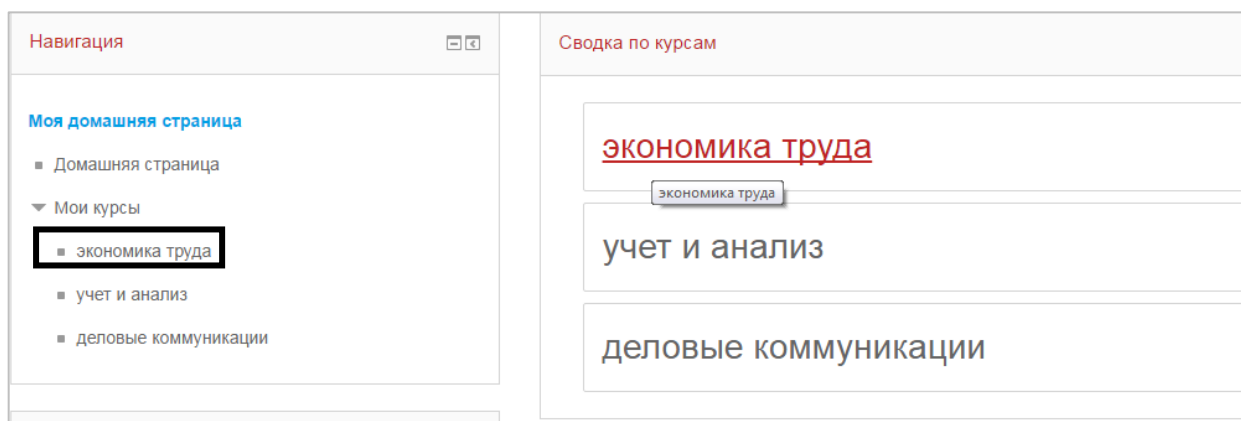 Навигация
Моя домашняя страница
Домашняя страница
Мои курсы
экономика труда
учет и анализ
деловые коммуникации
Сводка по курсам
экономика труда
экономика труда
учет и анализ
деловые коммуникации